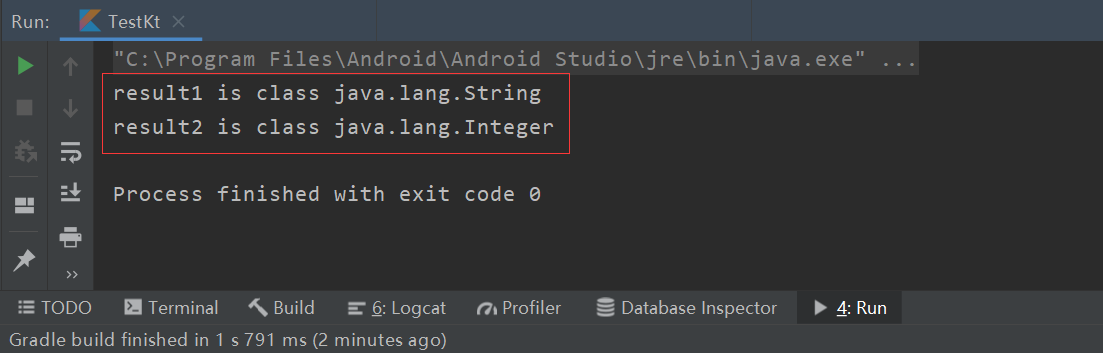 Run: TestKt
"C:\Program Files\Android\Android Studio\jre\bin\java.exe" ...
result1 is class java.lang.String
result2 is class java.lang.Integer
Process finished with exit code 0
TODO Terminal Build 6: Logcat Profiler Database Inspector 4: Run
Gradle build finished in 1 s 791 ms (2 minutes ago)